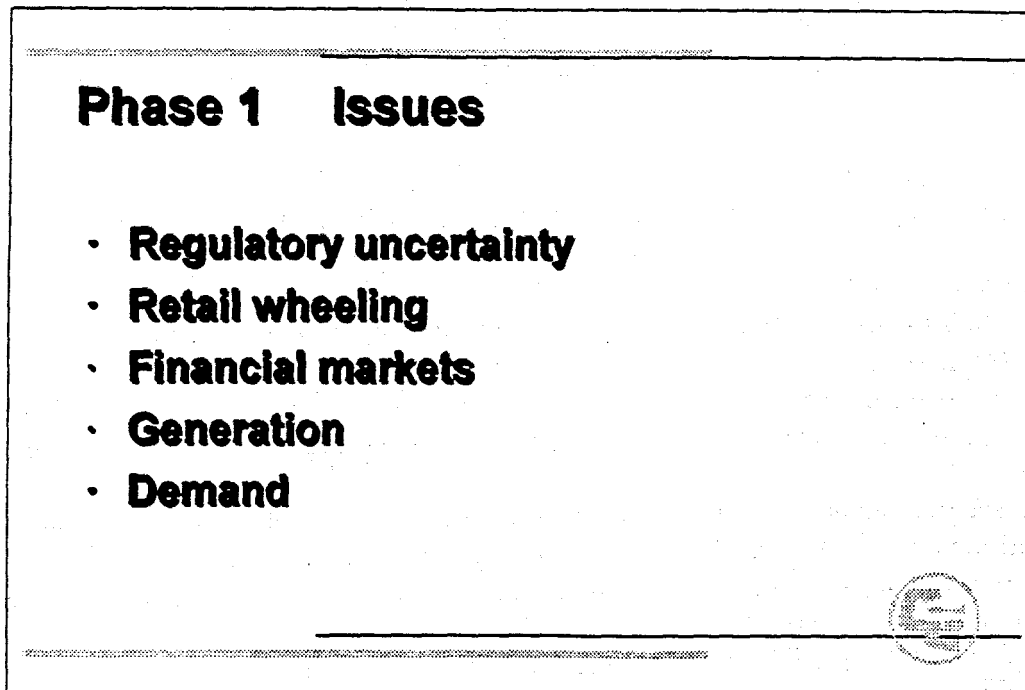 Phase 1 Issues
· Regulatory uncertainty
· Retail wheeling
· Financial markets
· Generation
· Demand